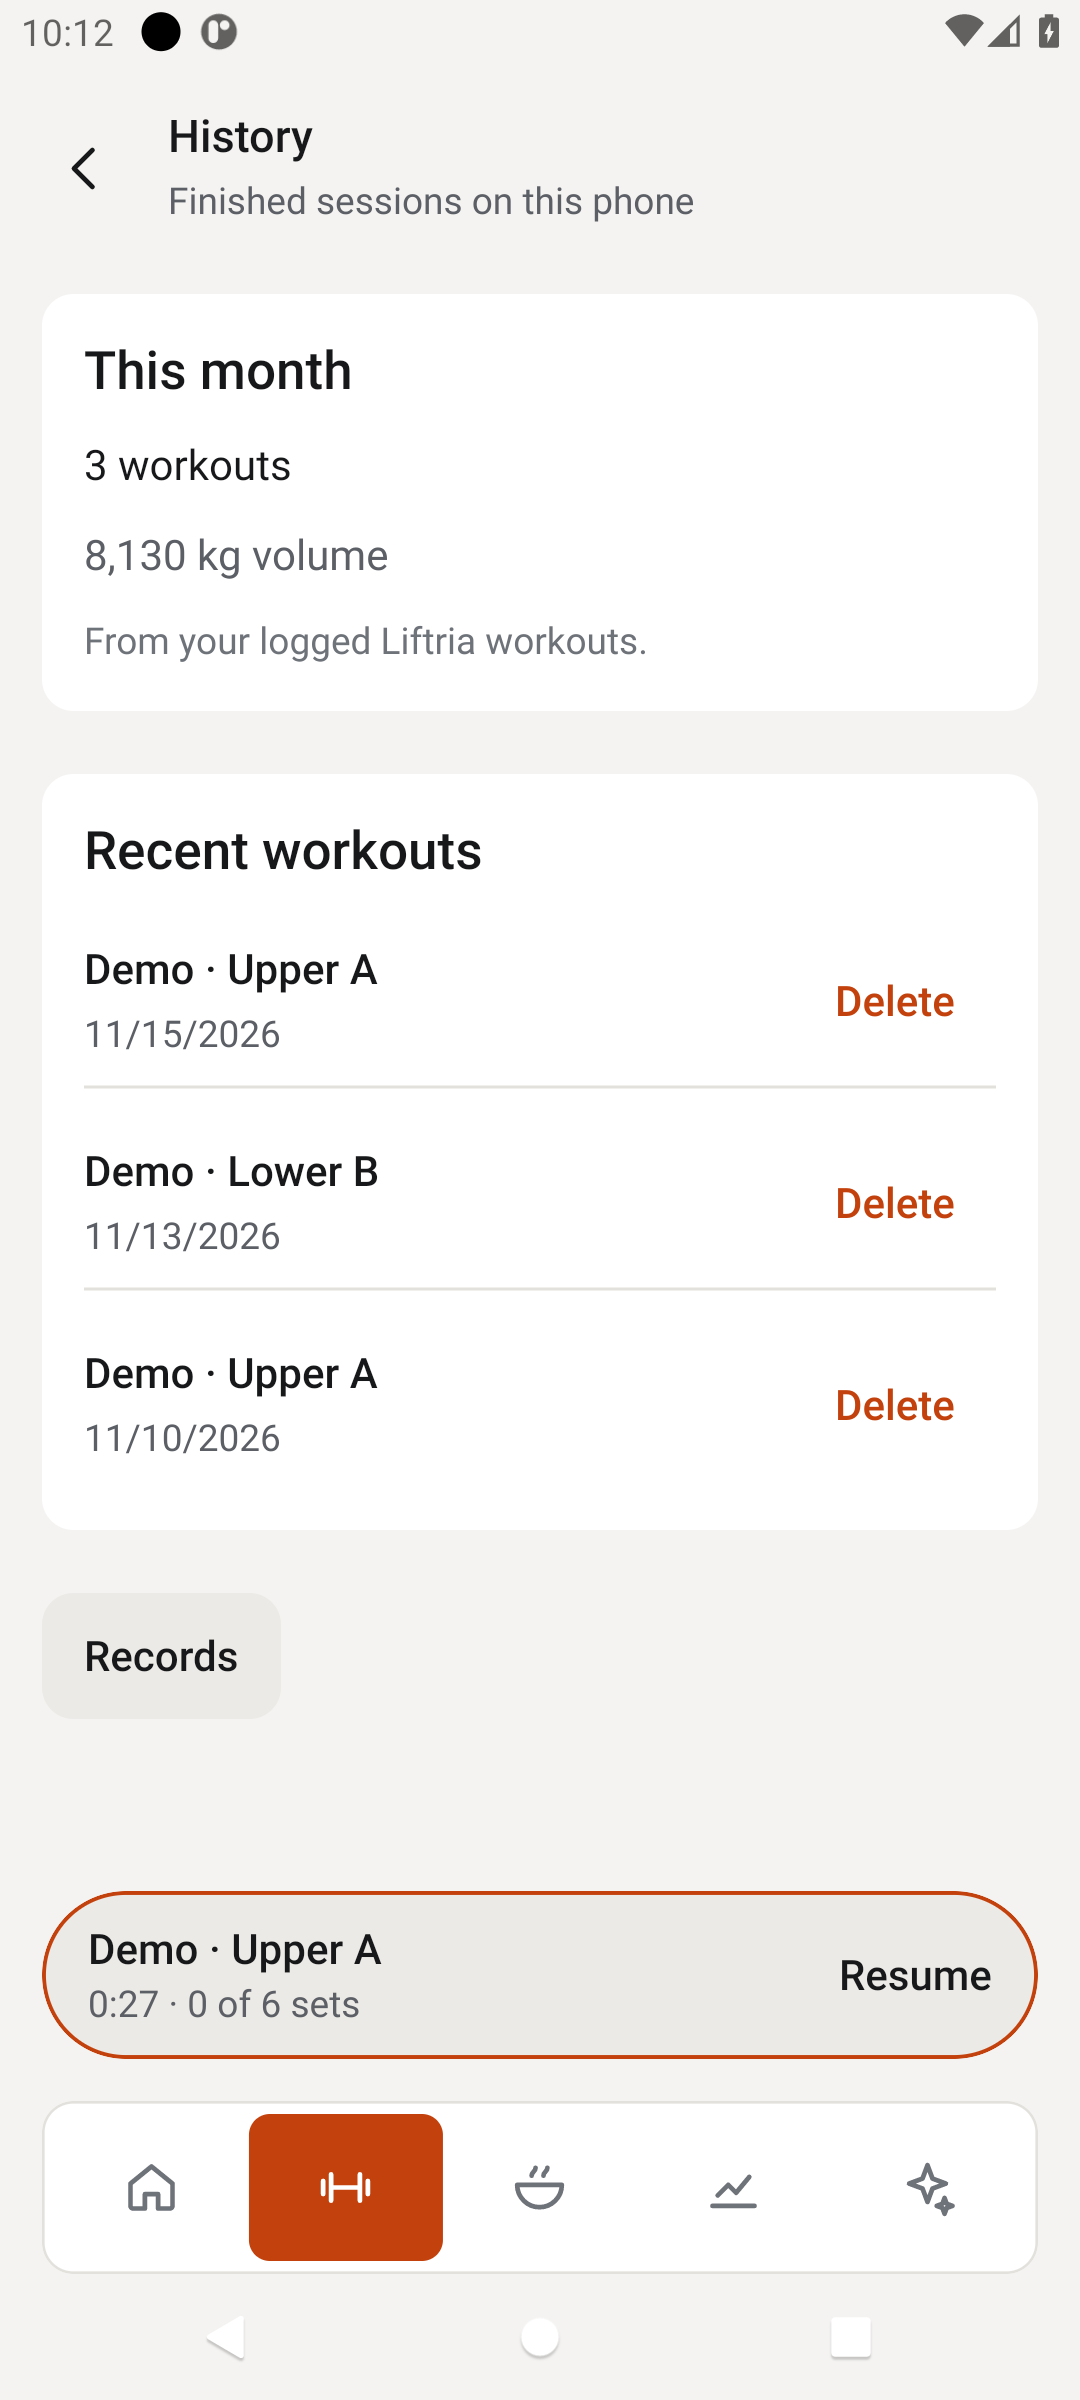 10:12
History
Finished sessions on this phone
This month
3 workouts
8,130 kg volume
From your logged Liftria workouts.
Recent workouts
Demo · Upper A
11/15/2026
Delete
Demo · Lower B
11/13/2026
Delete
Demo · Upper A
11/10/2026
Delete
Records
Demo · Upper A
0:27 · 0 of 6 sets
Resume